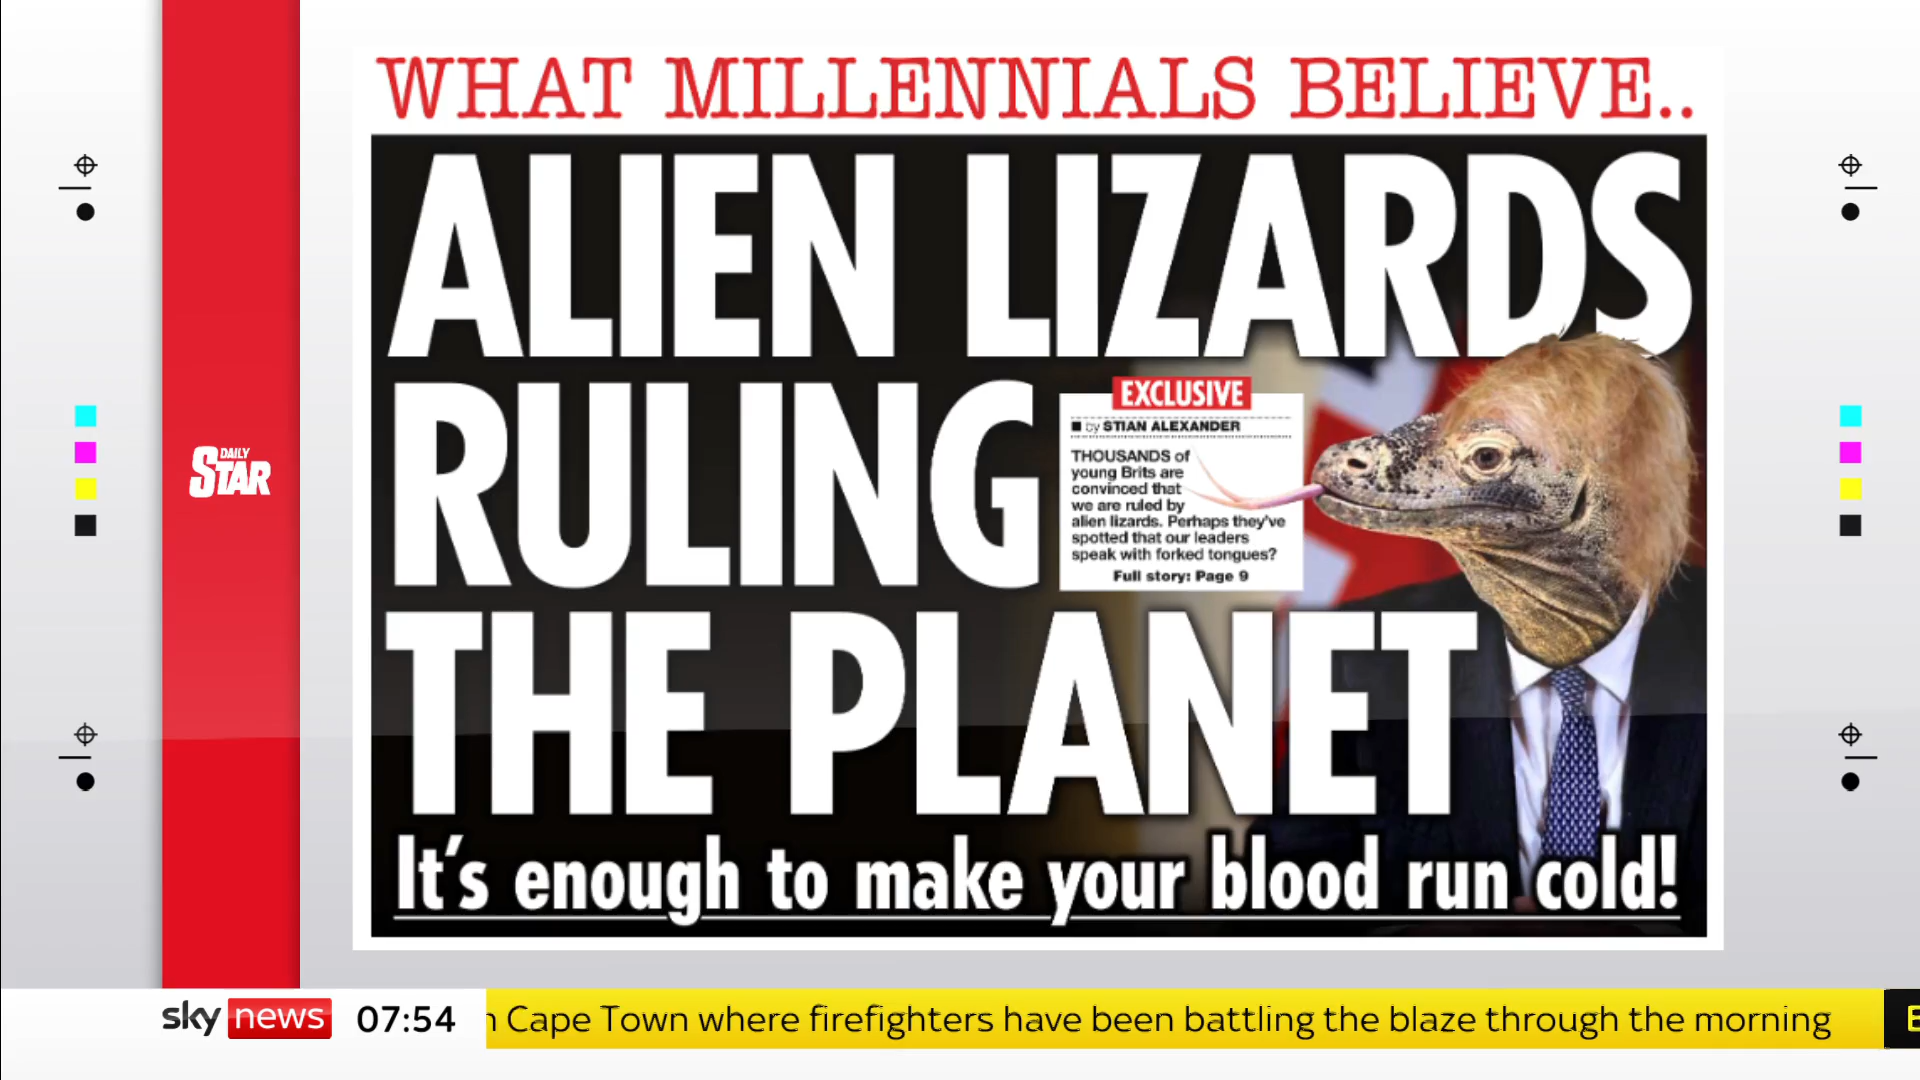 WHAT MILLENNIALS BELIEVE..
ALIEN LIZARDS
RULING
EXCLUSIVE
by STIAN ALEXANDER
THOUSANDS of
young Brits are
convinced that
we are ruled by
alien lizards. Perhaps they've
spotted that our leaders
speak with forked tongues?
Full story: Page 9
THE PLANET
It's enough to make your blood run cold!
DAILY
STAR
sky news 07:54 Cape Town where firefighters have been battling the blaze through the morning